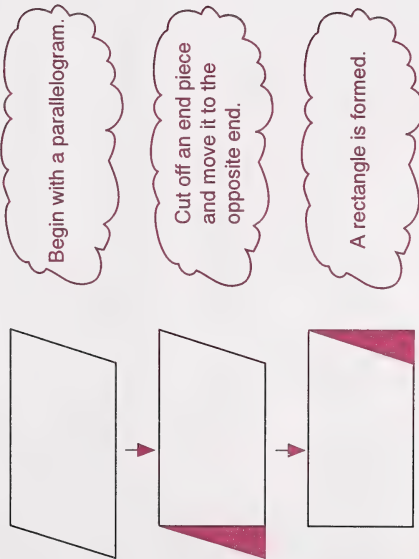 Begin with a parallelogram.
Cut off an end piece
and move it to the
opposite end.
A rectangle is formed.